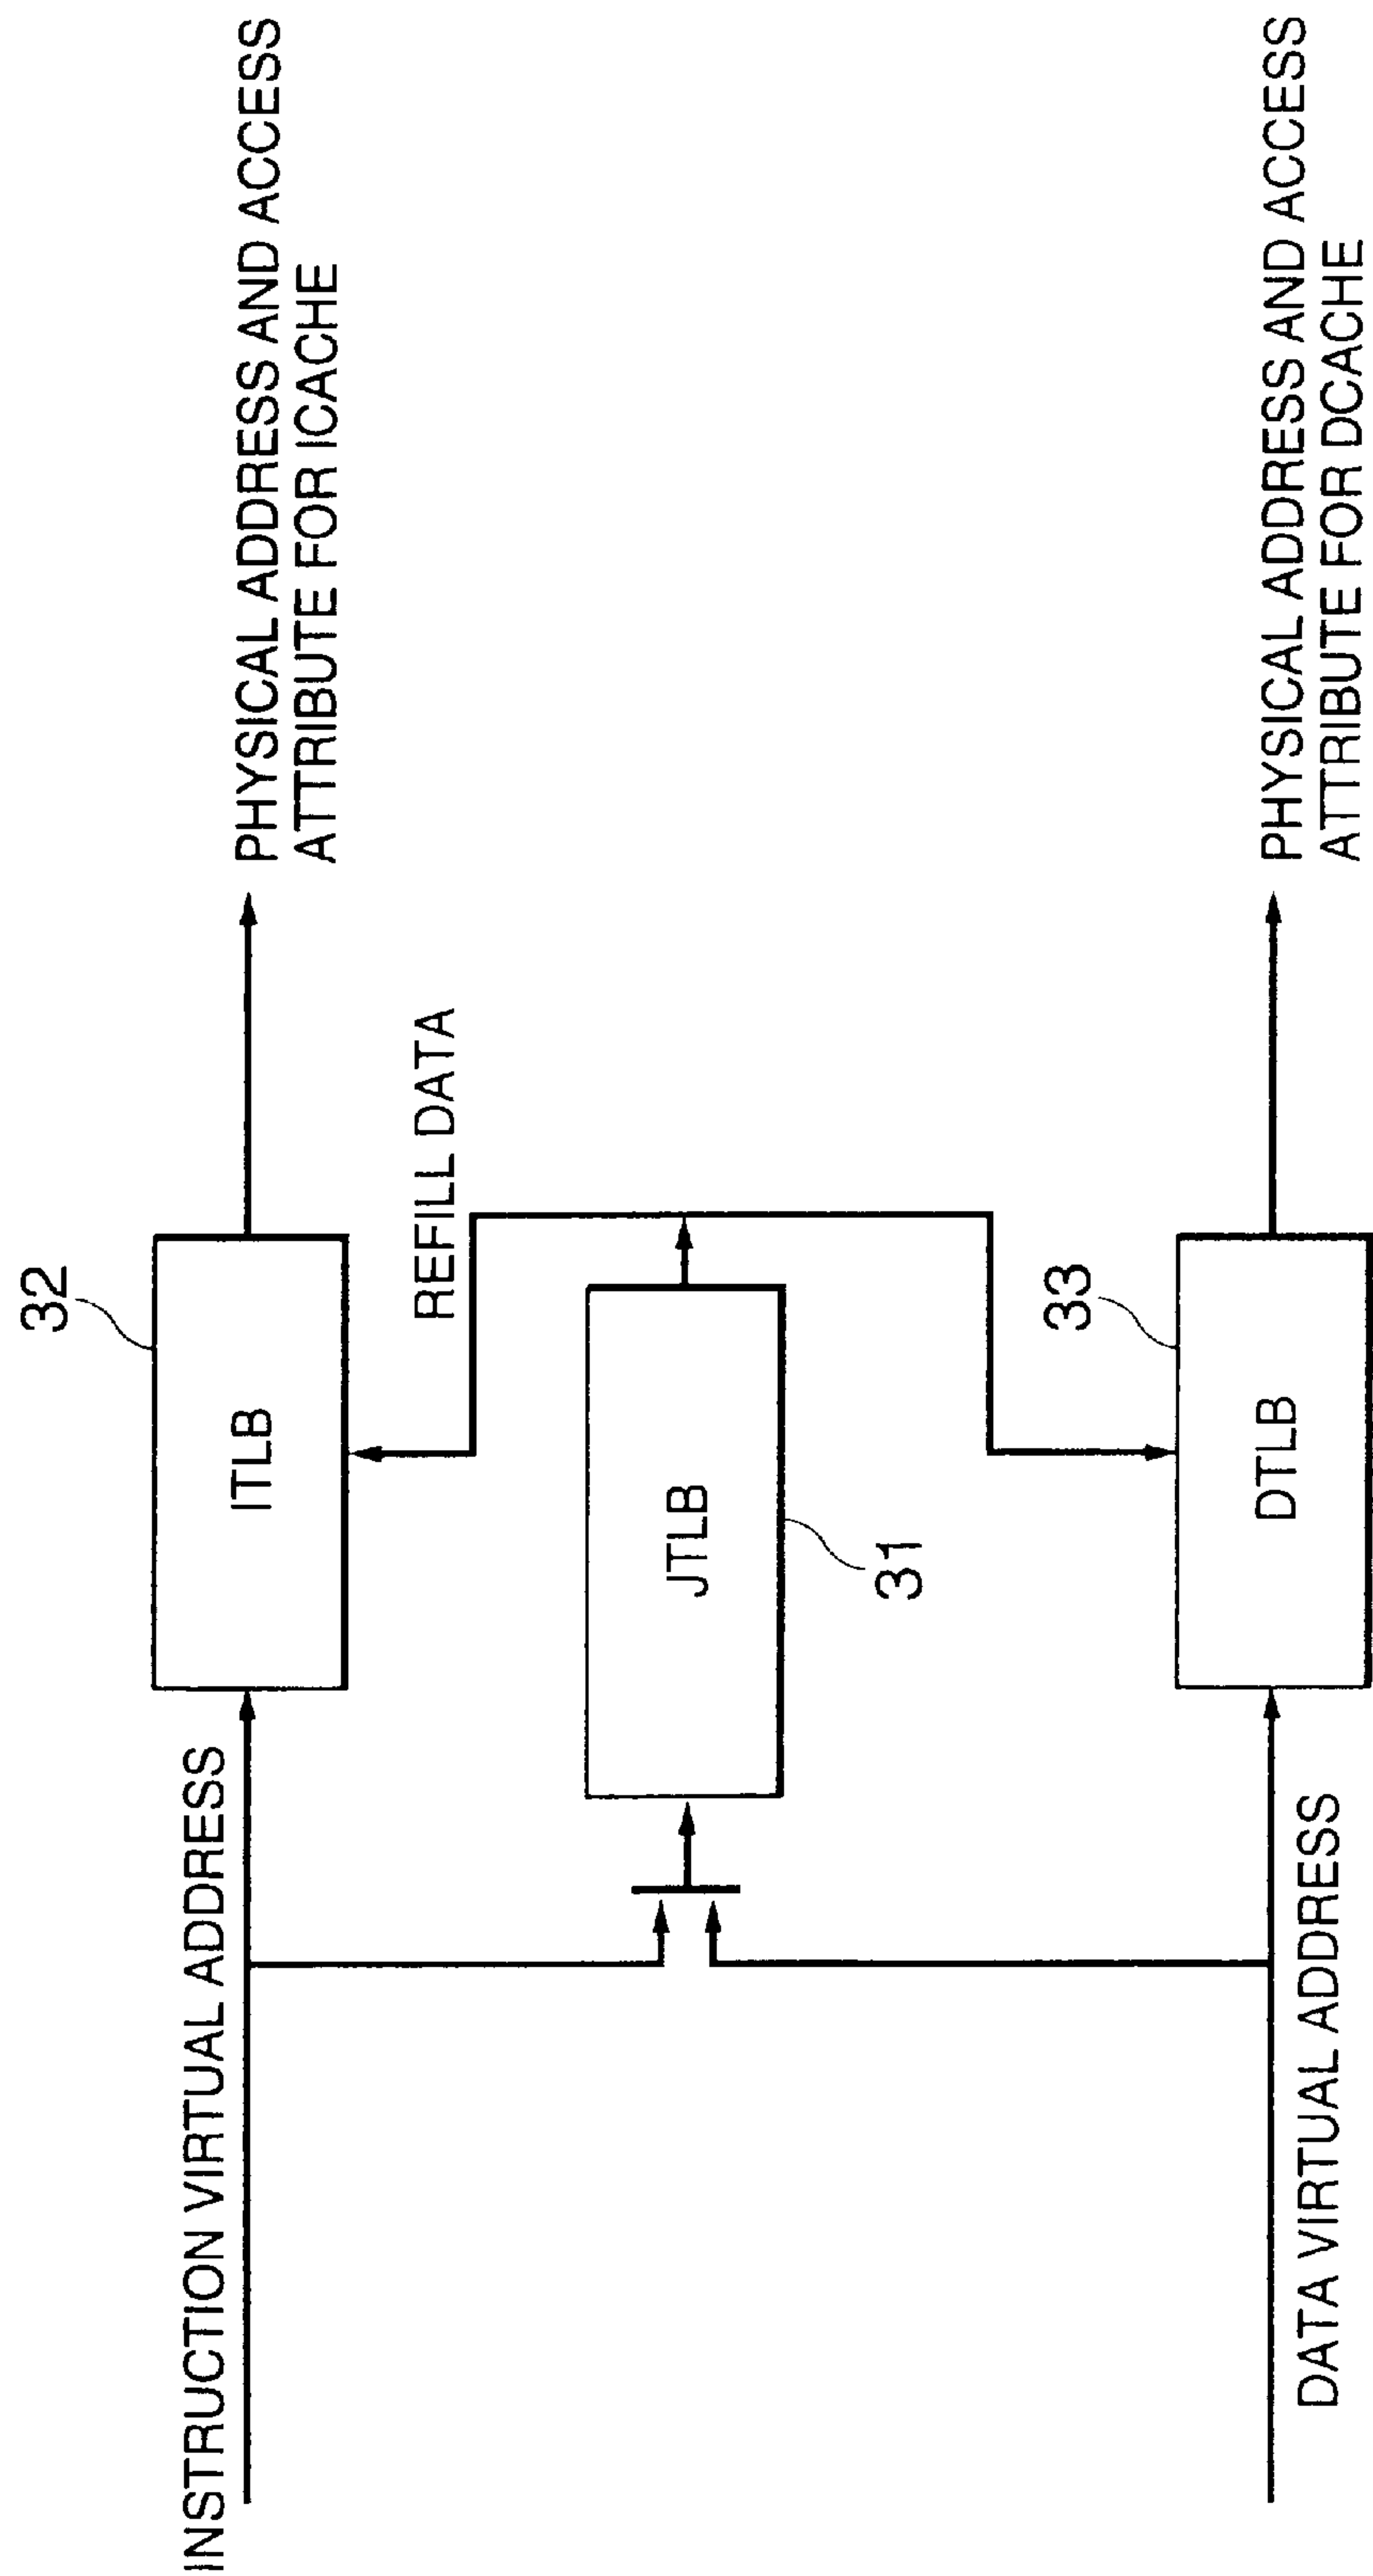 INSTRUCTION VIRTUAL ADDRESS
32
ITLB
PHYSICAL ADDRESS AND ACCESS
ATTRIBUTE FOR ICACHE
REFILL DATA
JTLB
31
33
DTLB
DATA VIRTUAL ADDRESS
PHYSICAL ADDRESS AND ACCESS
ATTRIBUTE FOR DCACHE